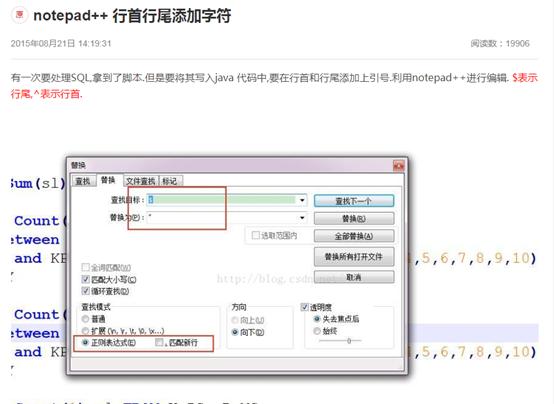 原 notepad++ 行首行尾添加字符
2015年08月21日 14:19:31 阅读数：19906
有一次要处理SQL,拿到了脚本.但是要将其写入java 代码中,要在行首和行尾添加上引号.利用notepad++进行编辑. $表示
行尾,^表示行首.
替换
查找 替换 文件查找 标记
Sum(sl)
查找目标： 查找下一个
Count(
替换为(P)： " 替换(R)
etween
选取范围内 全部替换(A)
and KP ,5,6,7,8,9,10)
替换所有打开文件
全词匹配(W) 取消
匹配大小写(C)
循环查找(D)
http://blog.csdn.net/
查找模式 方向 透明度
Count(
普通 向上(U) 失去焦点后
etween
扩展 (\n, \r, \t, \0, \x...) 向下(D) 始终
正则表达式(E) . 匹配新行
and KP ,5,6,7,8,9,10)